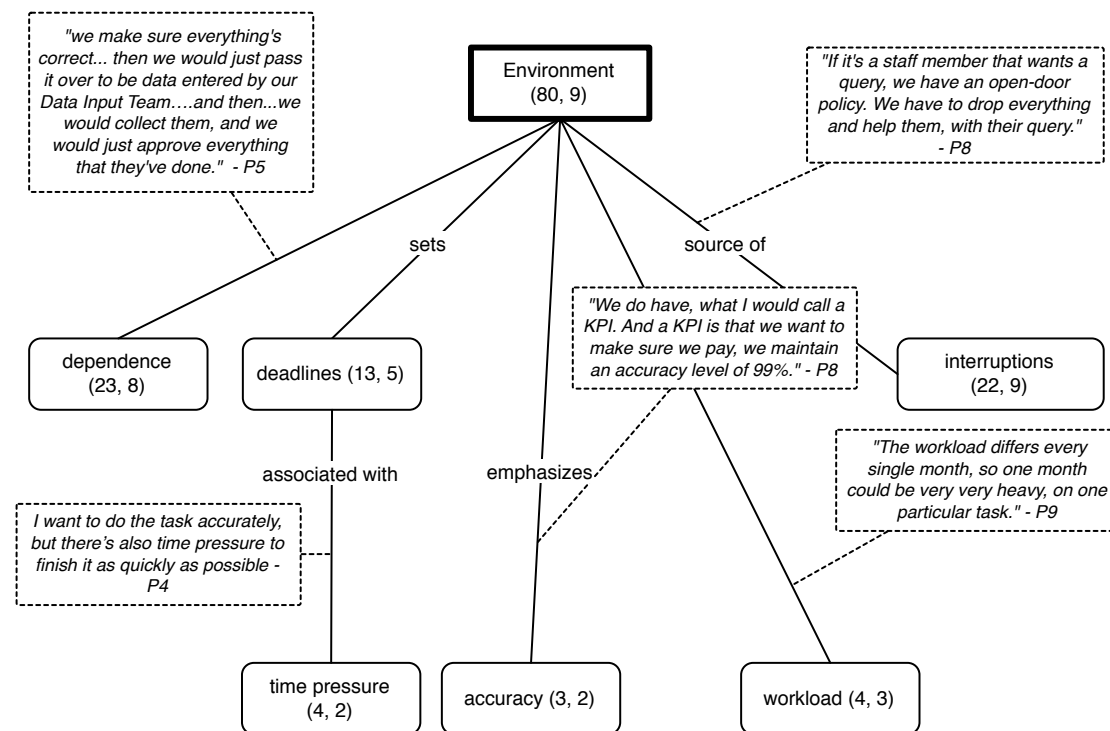 "we make sure everything's
correct... then we would just pass
it over to be data entered by our
Data Input Team….and then...we
would collect them, and we
would just approve everything
that they've done."  - P5
Environment
(80, 9)
"If it's a staff member that wants a
query, we have an open-door
policy. We have to drop everything
and help them, with their query."
- P8
sets
source of
dependence
(23, 8)
deadlines (13, 5)
"We do have, what I would call a
KPI. And a KPI is that we want to
make sure we pay, we maintain
an accuracy level of 99%." - P8
interruptions
(22, 9)
associated with
emphasizes
"The workload differs every
single month, so one month
could be very very heavy, on one
particular task." - P9
I want to do the task accurately,
but there's also time pressure to
finish it as quickly as possible -
P4
time pressure
(4, 2)
accuracy (3, 2)
workload (4, 3)